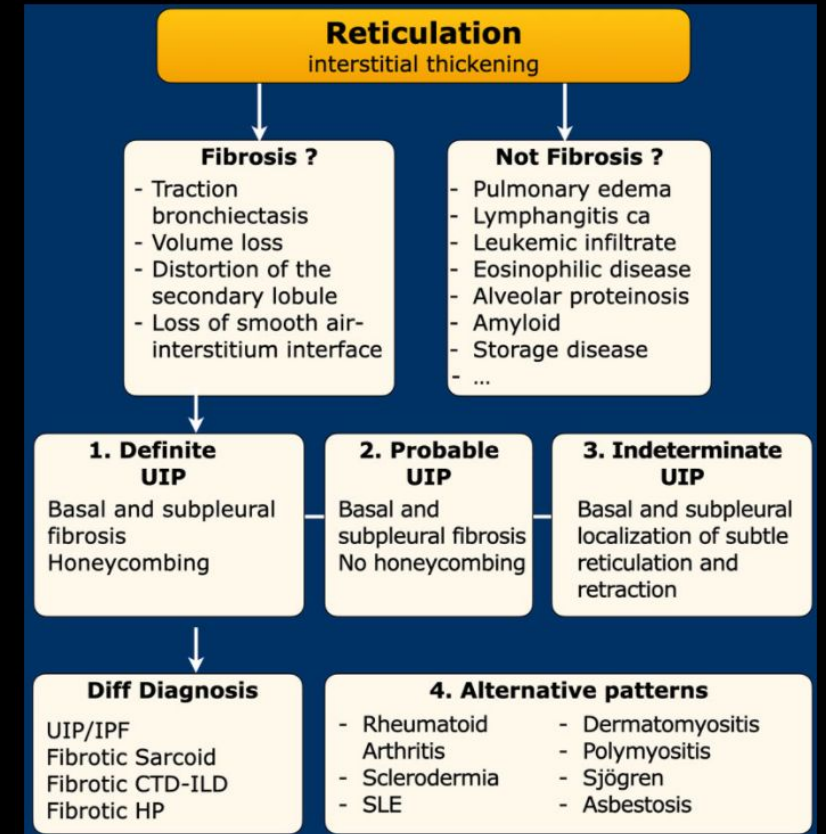 Reticulation
interstitial thickening
Fibrosis ?
- Traction
bronchiectasis
- Volume loss
- Distortion of the
secondary lobule
- Loss of smooth air-
interstitium interface
Not Fibrosis ?
- Pulmonary edema
- Lymphangitis ca
- Leukemic infiltrate
- Eosinophilic disease
- Alveolar proteinosis
- Amyloid
- Storage disease
- ...
1. Definite
UIP
Basal and subpleural
fibrosis
Honeycombing
2. Probable
UIP
Basal and
subpleural fibrosis
No honeycombing
3. Indeterminate
UIP
Basal and subpleural
localization of subtle
reticulation and
retraction
Diff Diagnosis
UIP/IPF
Fibrotic Sarcoid
Fibrotic CTD-ILD
Fibrotic HP
4. Alternative patterns
- Rheumatoid
Arthritis
- Scleroderma
- SLE
- Dermatomyositis
- Polymyositis
- Sjögren
- Asbestosis